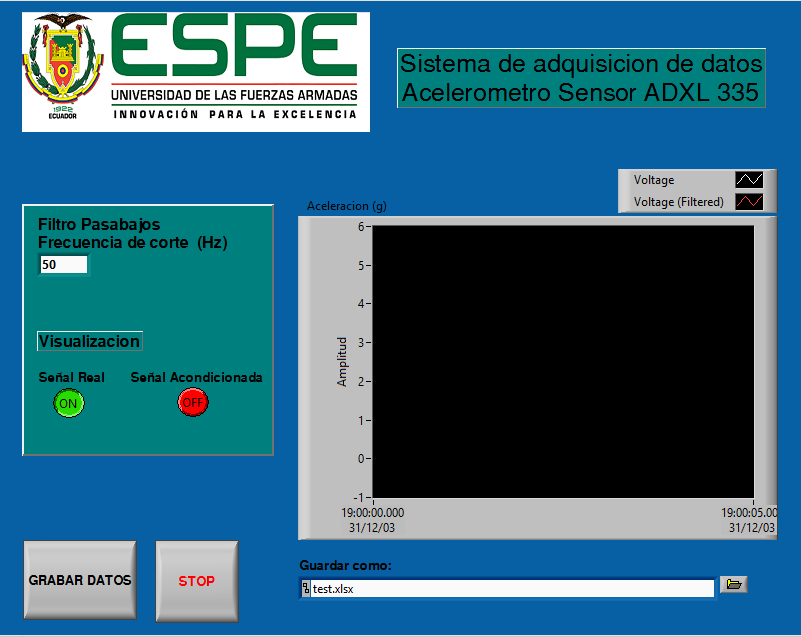 ESPE
UNIVERSIDAD DE LAS FUERZAS ARMADAS
INNOVACIÓN PARA LA EXCELENCIA
1922
ECUADOR
Sistema de adquisicion de datos
Acelerometro Sensor ADXL 335
Voltage
Voltage (Filtered)
Filtro Pasabajos
Frecuencia de corte (Hz)
50
Visualizacion
Señal Real
Señal Acondicionada
ON
OFF
Aceleracion (g)
Amplitud
6
5
4
3
2
1
0
-1
19:00:00.000
31/12/03
19:00:05.00
31/12/03
GRABAR DATOS
STOP
Guardar como:
test.xlsx